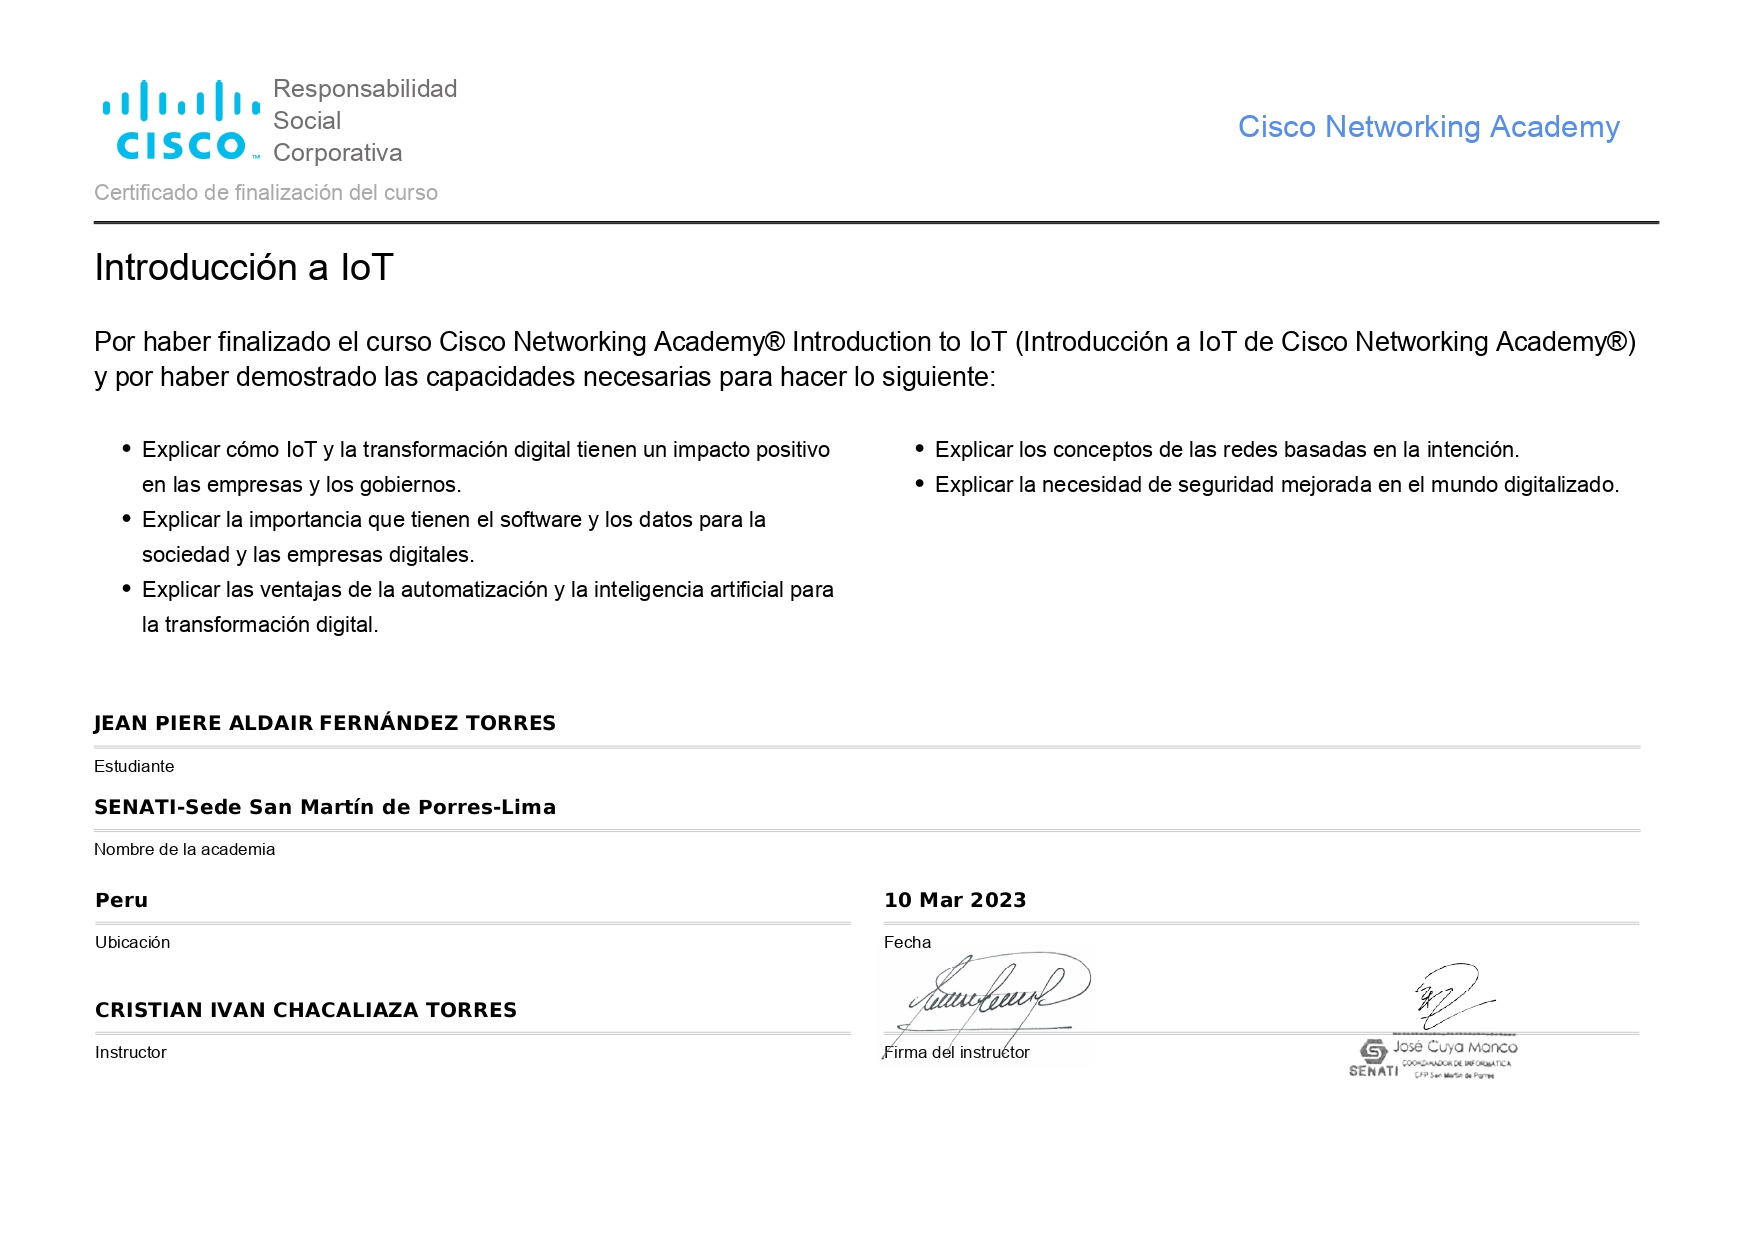 Responsabilidad
Social
Corporativa
CISCO™
Cisco Networking Academy
Certificado de finalización del curso
Introducción a IoT
Por haber finalizado el curso Cisco Networking Academy® Introduction to IoT (Introducción a IoT de Cisco Networking Academy®)
y por haber demostrado las capacidades necesarias para hacer lo siguiente:
• Explicar cómo IoT y la transformación digital tienen un impacto positivo
en las empresas y los gobiernos.
• Explicar la importancia que tienen el software y los datos para la
sociedad y las empresas digitales.
• Explicar las ventajas de la automatización y la inteligencia artificial para
la transformación digital.
• Explicar los conceptos de las redes basadas en la intención.
• Explicar la necesidad de seguridad mejorada en el mundo digitalizado.
JEAN PIERE ALDAIR FERNÁNDEZ TORRES
Estudiante
SENATI-Sede San Martín de Porres-Lima
Nombre de la academia
Peru
Ubicación
10 Mar 2023
Fecha
CRISTIAN IVAN CHACALIAZA TORRES
Instructor
Firma del instructor
José Cuya Manco
COORDINADOR DE INFORMÁTICA
SENATI
CFP San Martín de Porres